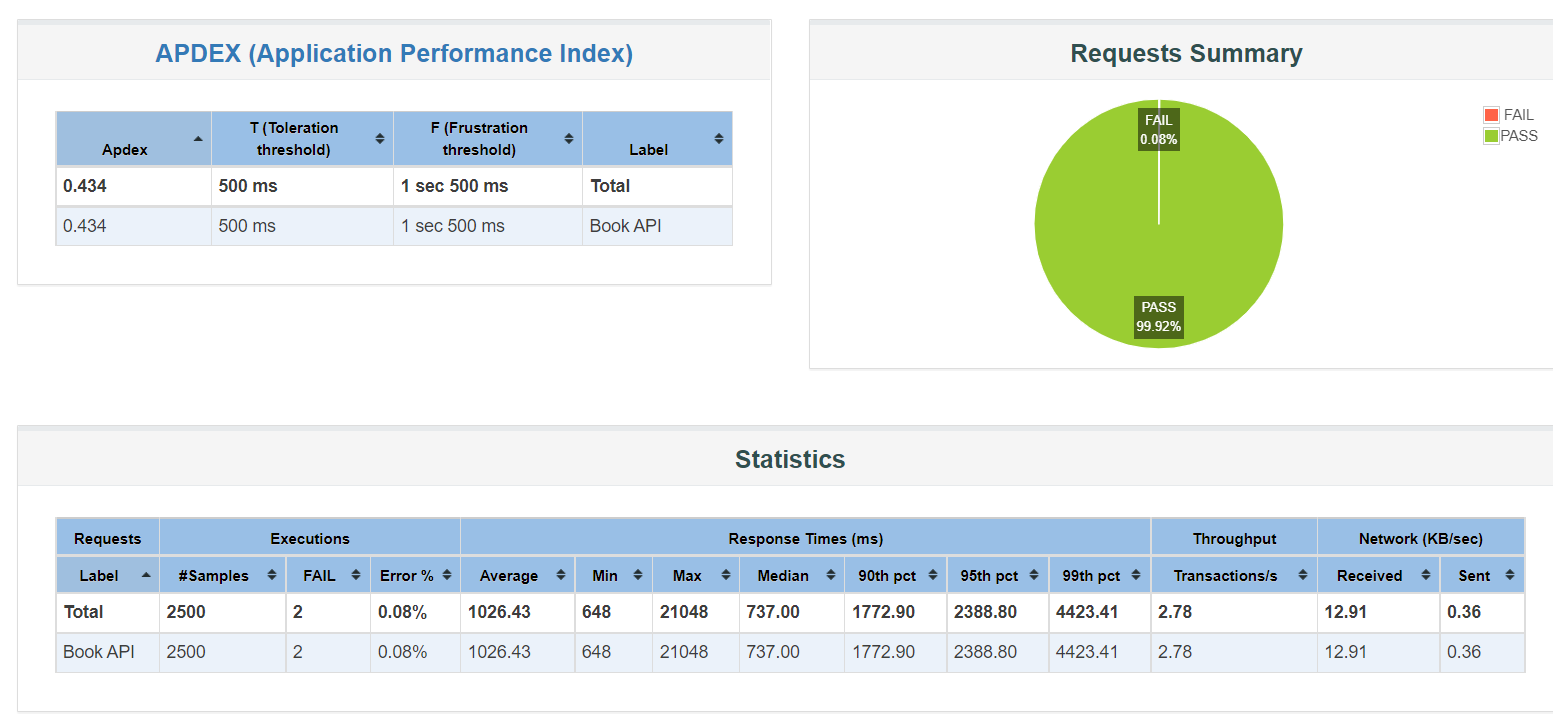 APDEX (Application Performance Index)
Apdex T (Toleration threshold) F (Frustration threshold) Label
0.434 500 ms 1 sec 500 ms Total
0.434 500 ms 1 sec 500 ms Book API
Requests Summary
FAIL
0.08%
PASS
99.92%
FAIL
PASS
Statistics
Requests Executions Response Times (ms) Throughput Network (KB/sec)
Label #Samples FAIL Error % Average Min Max Median 90th pct 95th pct 99th pct Transactions/s Received Sent
Total 2500 2 0.08% 1026.43 648 21048 737.00 1772.90 2388.80 4423.41 2.78 12.91 0.36
Book API 2500 2 0.08% 1026.43 648 21048 737.00 1772.90 2388.80 4423.41 2.78 12.91 0.36